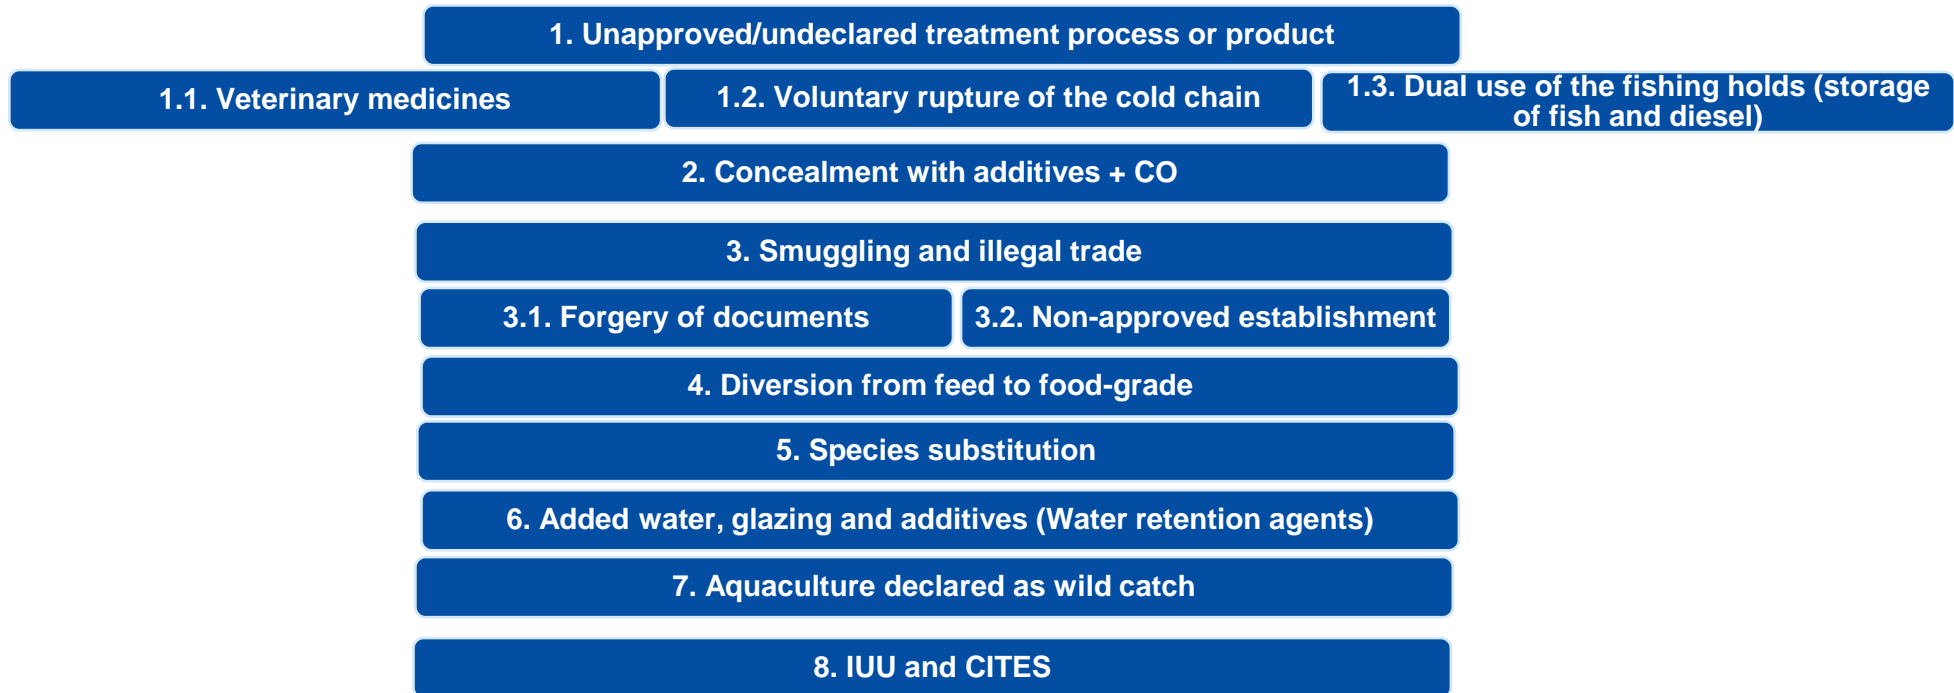 1. Unapproved/undeclared treatment process or product
1.1. Veterinary medicines
1.2. Voluntary rupture of the cold chain
1.3. Dual use of the fishing holds (storage
of fish and diesel)
2. Concealment with additives + CO
3. Smuggling and illegal trade
3.1. Forgery of documents
3.2. Non-approved establishment
4. Diversion from feed to food-grade
5. Species substitution
6. Added water, glazing and additives (Water retention agents)
7. Aquaculture declared as wild catch
8. IUU and CITES